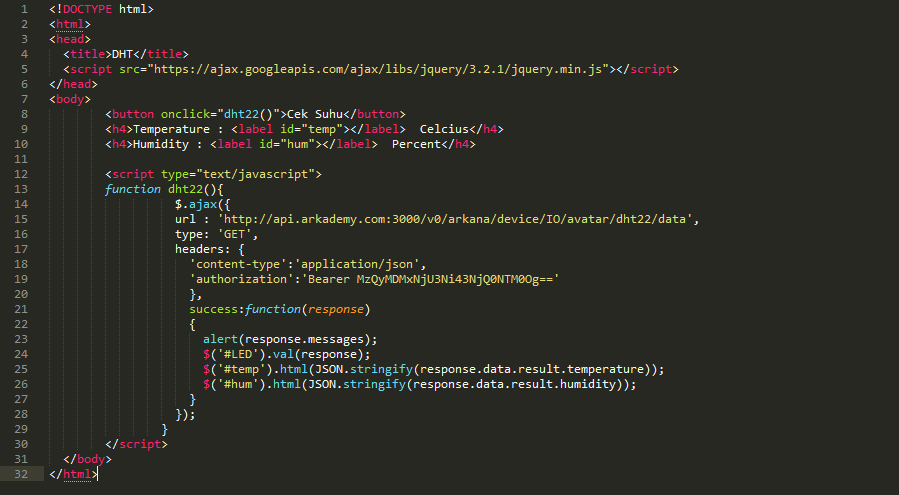 1 <!DOCTYPE html>
2 <html>
3 <head>
4 <title>DHT</title>
5 <script src="https://ajax.googleapis.com/ajax/libs/jquery/3.2.1/jquery.min.js"></script>
6 </head>
7 <body>
8 <button onclick="dht22()">Cek Suhu</button>
9 <h4>Temperature : <label id="temp"></label>  Celcius</h4>
10 <h4>Humidity : <label id="hum"></label>  Percent</h4>
11
12 <script type="text/javascript">
13 function dht22(){
14 $.ajax({
15 url : 'http://api.arkademy.com:3000/v0/arkana/device/IO/avatar/dht22/data',
16 type: 'GET',
17 headers: {
18 'content-type':'application/json',
19 'authorization':'Bearer MzQyMDMxNjU3Ni43NjQ0NTM0Og=='
20 },
21 success:function(response)
22 {
23 alert(response.messages);
24 $('#LED').val(response);
25 $('#temp').html(JSON.stringify(response.data.result.temperature));
26 $('#hum').html(JSON.stringify(response.data.result.humidity));
27 }
28 });
29 }
30 </script>
31 </body>
32 </html>